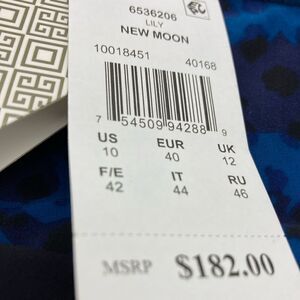 6536206
LILY
NEW MOON
10018451 40168
7 54509 94288 9
US EUR UK
10 40 12
F/E IT RU
42 44 46
MSRP $182.00